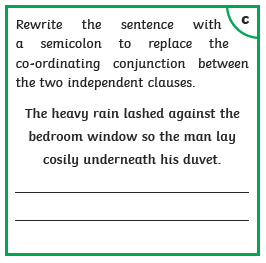 c
Rewrite the sentence with
a semicolon to replace the
co-ordinating conjunction between
the two independent clauses.
The heavy rain lashed against the
bedroom window so the man lay
cosily underneath his duvet.